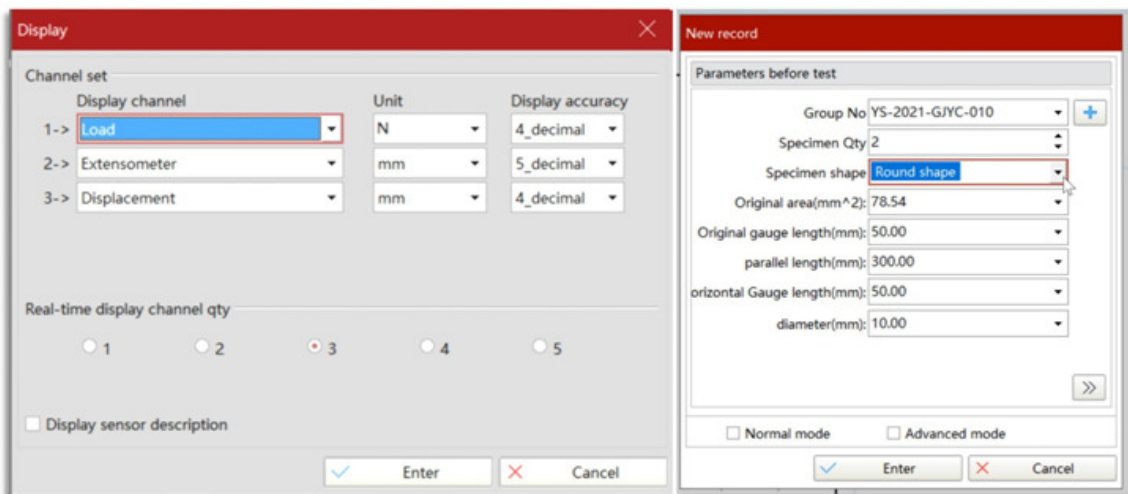 Display
Channel set
Display channel Unit Display accuracy
1-> Load N 4_decimal
2-> Extensometer mm 5_decimal
3-> Displacement mm 4_decimal
Real-time display channel qty
1 2 3 4 5
Display sensor description
Enter Cancel
New record
Parameters before test
Group No YS-2021-GJYC-010
Specimen Qty 2
Specimen shape Round shape
Original area(mm^2): 78.54
Original gauge length(mm): 50.00
parallel length(mm): 300.00
orizontal Gauge length(mm): 50.00
diameter(mm): 10.00
Normal mode Advanced mode
Enter Cancel